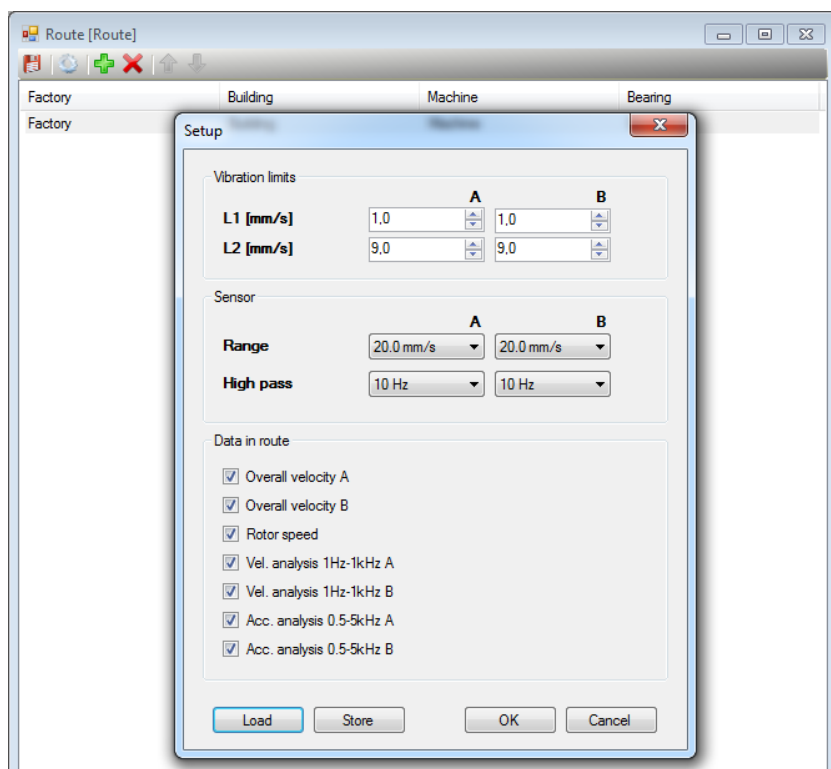 Route [Route]
Factory Building Machine Bearing
Factory Building Machine
Setup
Vibration limits
A B
L1 [mm/s] 1,0 1,0
L2 [mm/s] 9,0 9,0
Sensor
A B
Range 20.0 mm/s 20.0 mm/s
High pass 10 Hz 10 Hz
Data in route
Overall velocity A
Overall velocity B
Rotor speed
Vel. analysis 1Hz-1kHz A
Vel. analysis 1Hz-1kHz B
Acc. analysis 0.5-5kHz A
Acc. analysis 0.5-5kHz B
Load Store OK Cancel